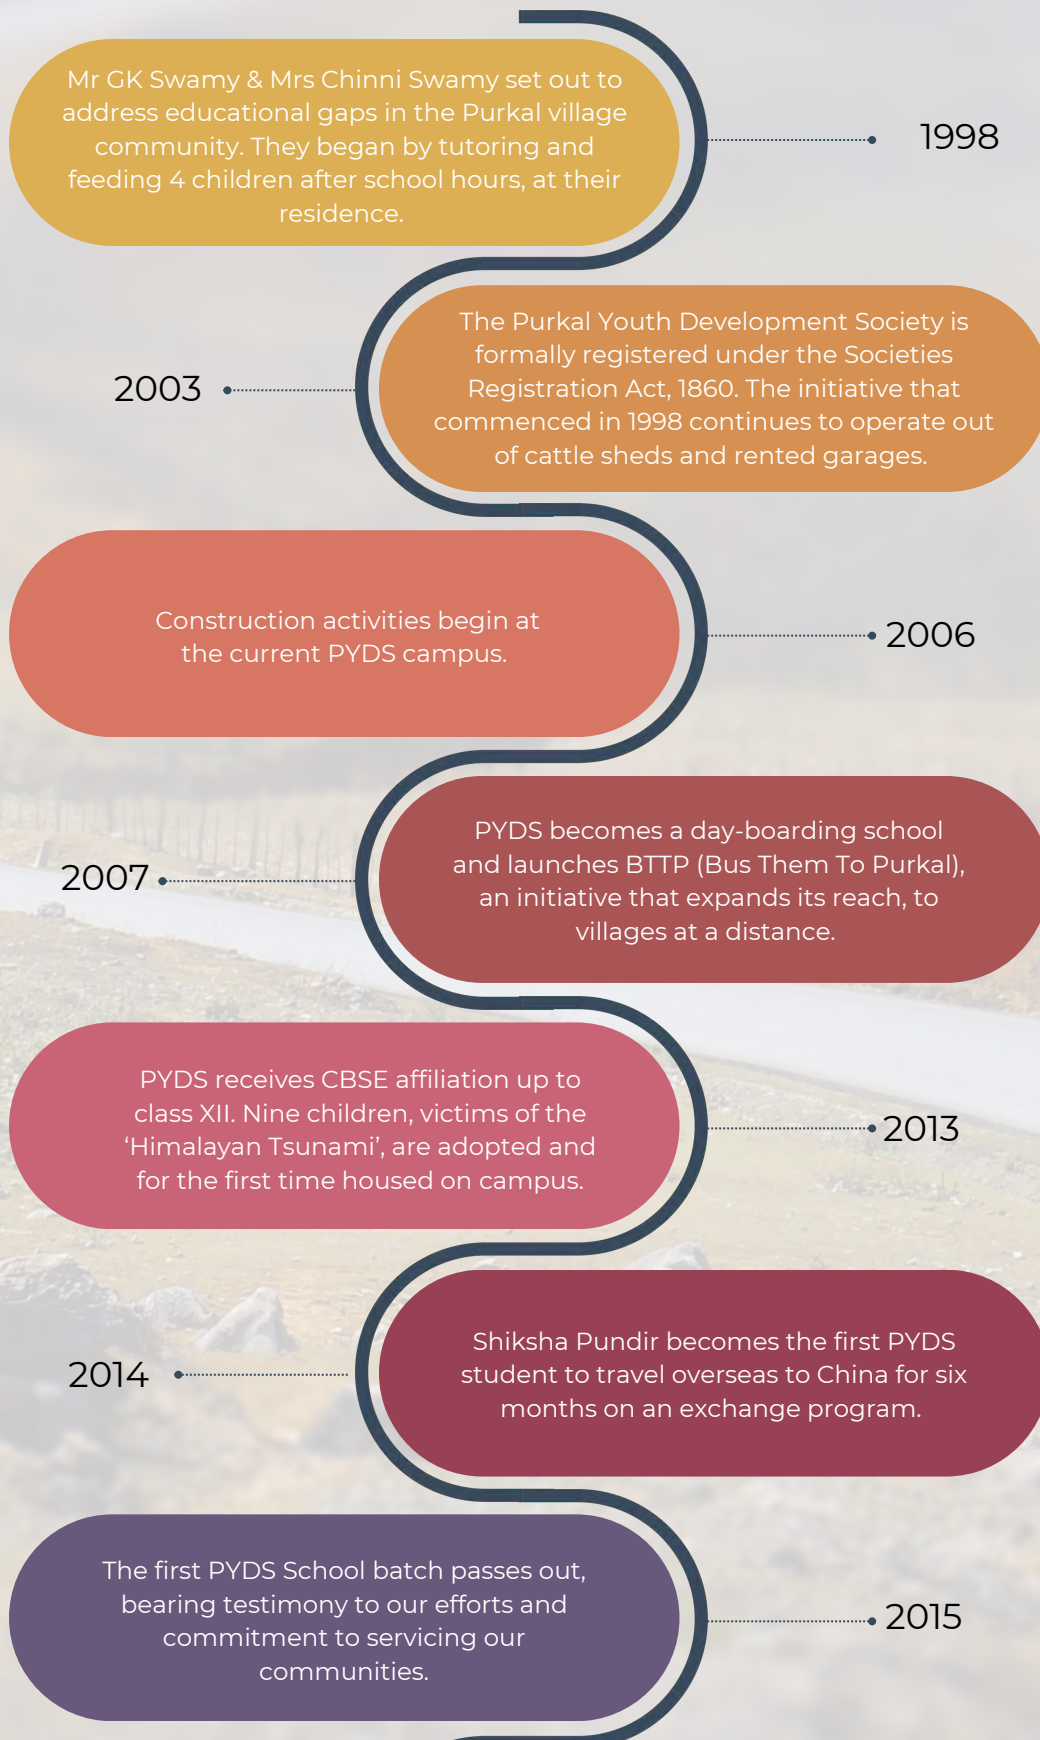 Mr GK Swamy & Mrs Chinni Swamy set out to
address educational gaps in the Purkal village
community. They began by tutoring and
feeding 4 children after school hours, at their
residence.
1998
The Purkal Youth Development Society is
formally registered under the Societies
Registration Act, 1860. The initiative that
commenced in 1998 continues to operate out
of cattle sheds and rented garages.
2003
Construction activities begin at
the current PYDS campus.
2006
PYDS becomes a day-boarding school
and launches BTTP (Bus Them To Purkal),
an initiative that expands its reach, to
villages at a distance.
2007
PYDS receives CBSE affiliation up to
class XII. Nine children, victims of the
‘Himalayan Tsunami’, are adopted and
for the first time housed on campus.
2013
Shiksha Pundir becomes the first PYDS
student to travel overseas to China for six
months on an exchange program.
2014
The first PYDS School batch passes out,
bearing testimony to our efforts and
commitment to servicing our
communities.
2015